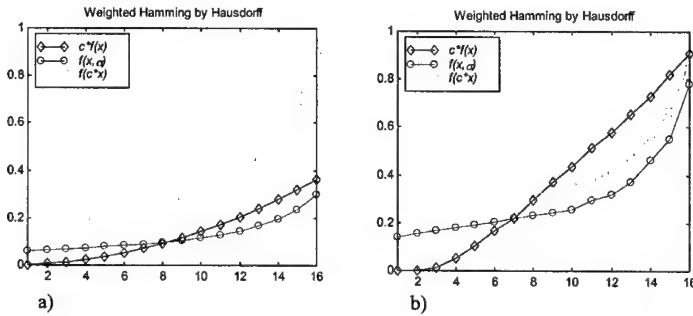 Weighted Hamming by Hausdorff
1
c*f(x)
f(x,α)
f(c*x)
0.8
0.6
0.4
0.2
0
2 4 6 8 10 12 14 16
a)
Weighted Hamming by Hausdorff
1
c*f(x)
f(x,α)
f(c*x)
0.8
0.6
0.4
0.2
0
2 4 6 8 10 12 14 16
b)